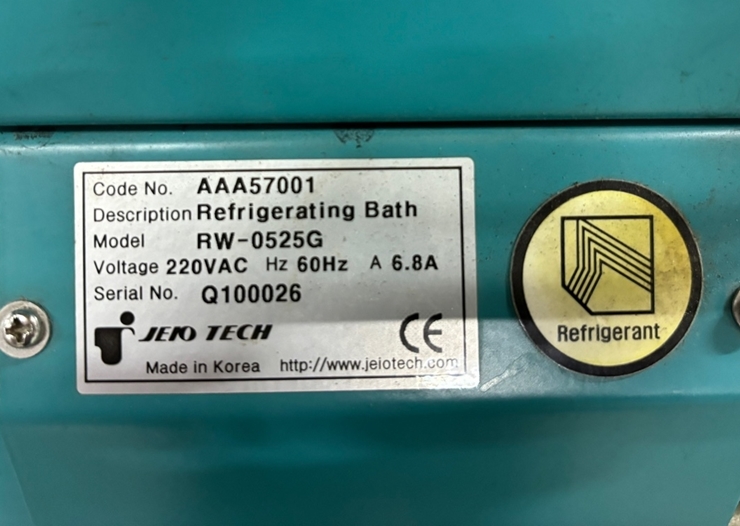 Code No. AAA57001
Description Refrigerating Bath
Model RW-0525G
Voltage 220VAC Hz 60Hz A 6.8A
Serial No. Q100026
JEIO TECH CE
Made in Korea http://www.jeiotech.com
Refrigerant